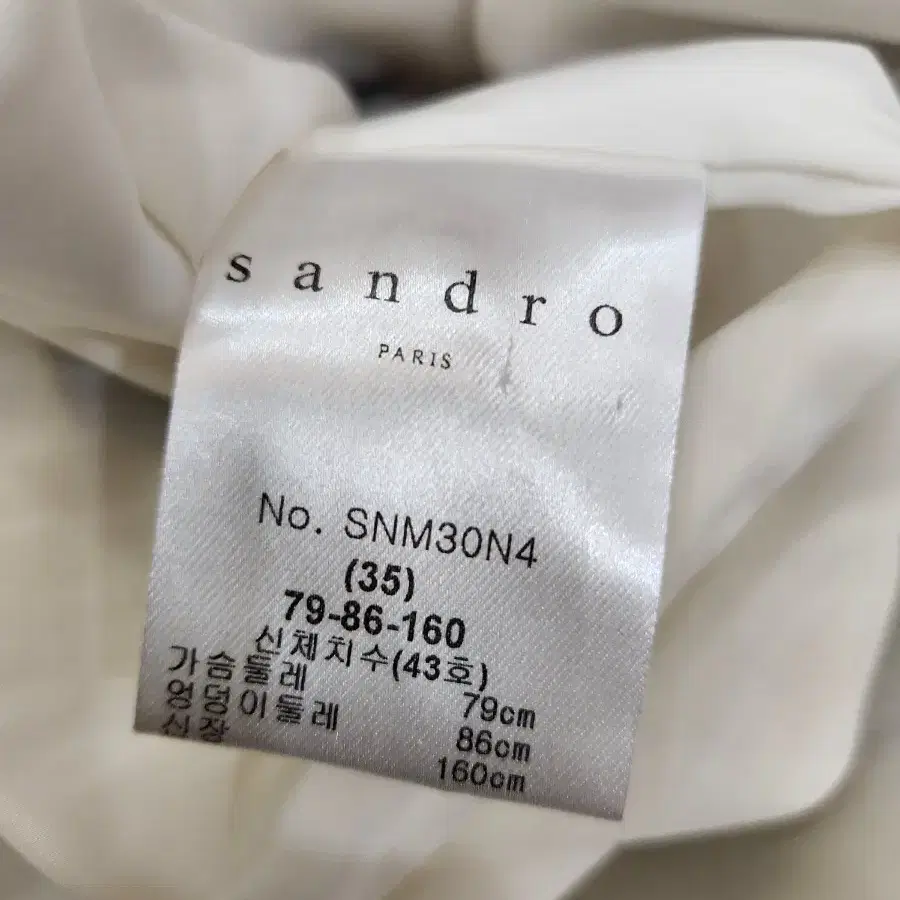 sandro
PARIS
No. SNM30N4
(35)
79-86-160
신체치수(43호)
가슴둘레 79cm
엉덩이둘레 86cm
신장 160cm